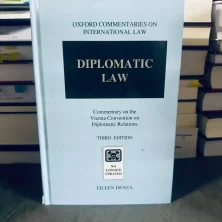 OXFORD COMMENTARIES ON
INTERNATIONAL LAW
DIPLOMATIC
LAW
Commentary on the
Vienna Convention on
Diplomatic Relations
THIRD EDITION
NO
LONGER
UPDATED
EILEEN DENZA